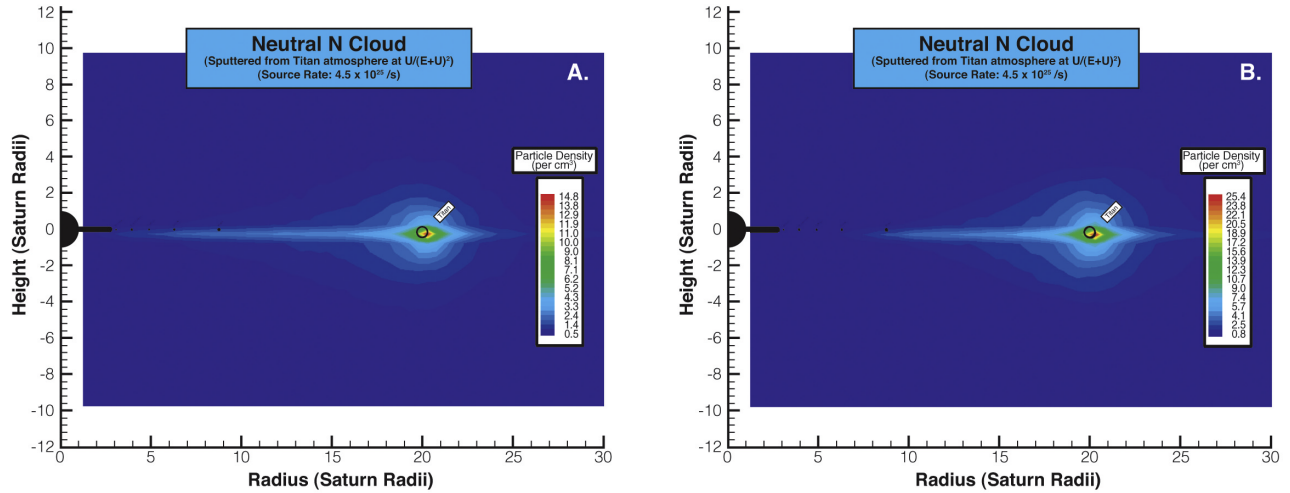 Neutral N Cloud
(Sputtered from Titan atmosphere at U/(E+U)²)
(Source Rate: 4.5 x 10²⁵ /s)
A.
Particle Density
(per cm³)
14.8
13.8
12.9
11.9
11.0
10.0
9.1
8.1
7.2
6.2
5.2
4.3
3.3
2.4
1.4
0.5
Titan
12
10
8
6
4
2
0
-2
-4
-6
-8
-10
-12
Height (Saturn Radii)
0 5 10 15 20 25 30
Radius (Saturn Radii)
Neutral N Cloud
(Sputtered from Titan atmosphere at U/(E+U)²)
(Source Rate: 4.5 x 10²⁵ /s)
B.
Particle Density
(per cm³)
25.4
23.8
22.1
20.5
18.9
17.2
15.6
13.9
12.3
10.7
9.0
7.4
5.7
4.1
2.5
0.8
Titan
12
10
8
6
4
2
0
-2
-4
-6
-8
-10
-12
Height (Saturn Radii)
0 5 10 15 20 25 30
Radius (Saturn Radii)